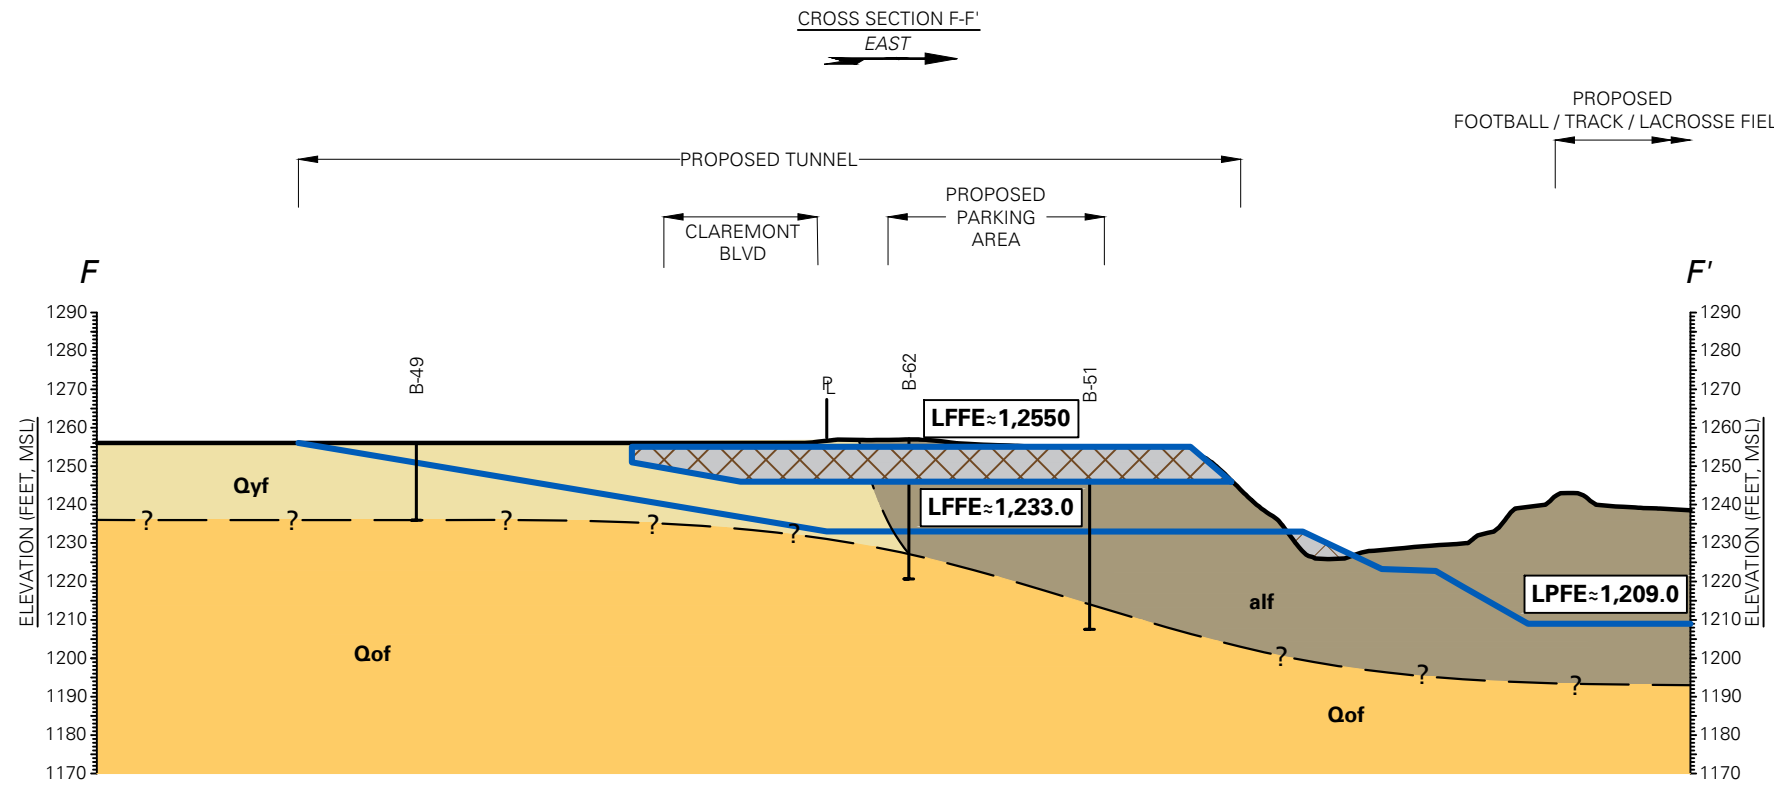 CROSS SECTION F-F'
EAST
PROPOSED
FOOTBALL / TRACK / LACROSSE FIEL
PROPOSED TUNNEL
PROPOSED
PARKING
AREA
CLAREMONT
BLVD
F
F'
1290
1280
1270
1260
1250
1240
1230
1220
1210
1200
1190
1180
1170
ELEVATION (FEET, MSL)
B-49
PL
B-62
B-51
LFFE≈1,2550
LFFE≈1,233.0
LPFE≈1,209.0
Qyf
? ? ? ? ?
alf
? ? ?
Qof
Qof
1290
1280
1270
1260
1250
1240
1230
1220
1210
1200
1190
1180
1170
ELEVATION (FEET, MSL)